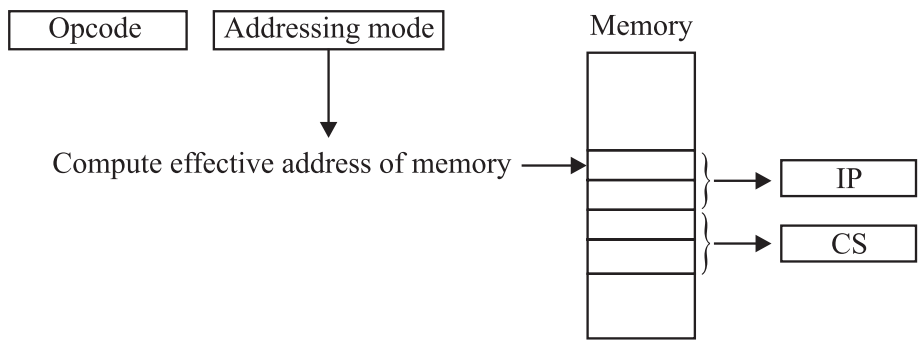 Opcode
Addressing mode
Memory
Compute effective address of memory
IP
CS